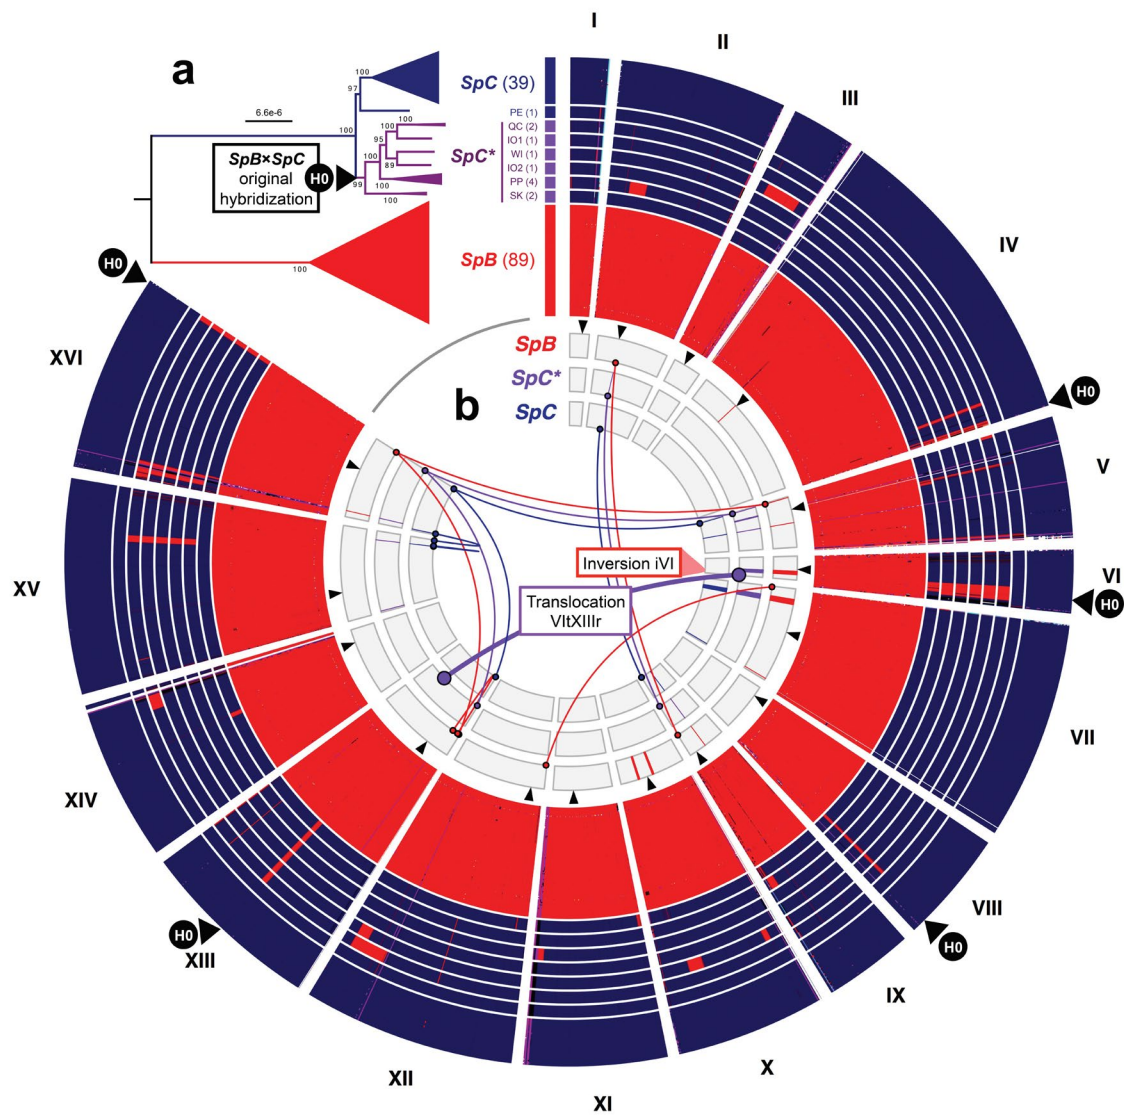 I
II
III
IV
V
VI
VII
VIII
IX
X
XI
XII
XIII
XIV
XV
XVI
a
6.6e-6
SpB×SpC
original
hybridization
H0
H0
H0
H0
H0
H0
100
97
100
100
100
95
89
100
99
100
100
100
SpC (39)
PE (1)
SpC*
QC (2)
IO1 (1)
WI (1)
IO2 (1)
PP (4)
SK (2)
SpB (89)
b
SpB
SpC*
SpC
Inversion iVI
Translocation
VItXIIIr